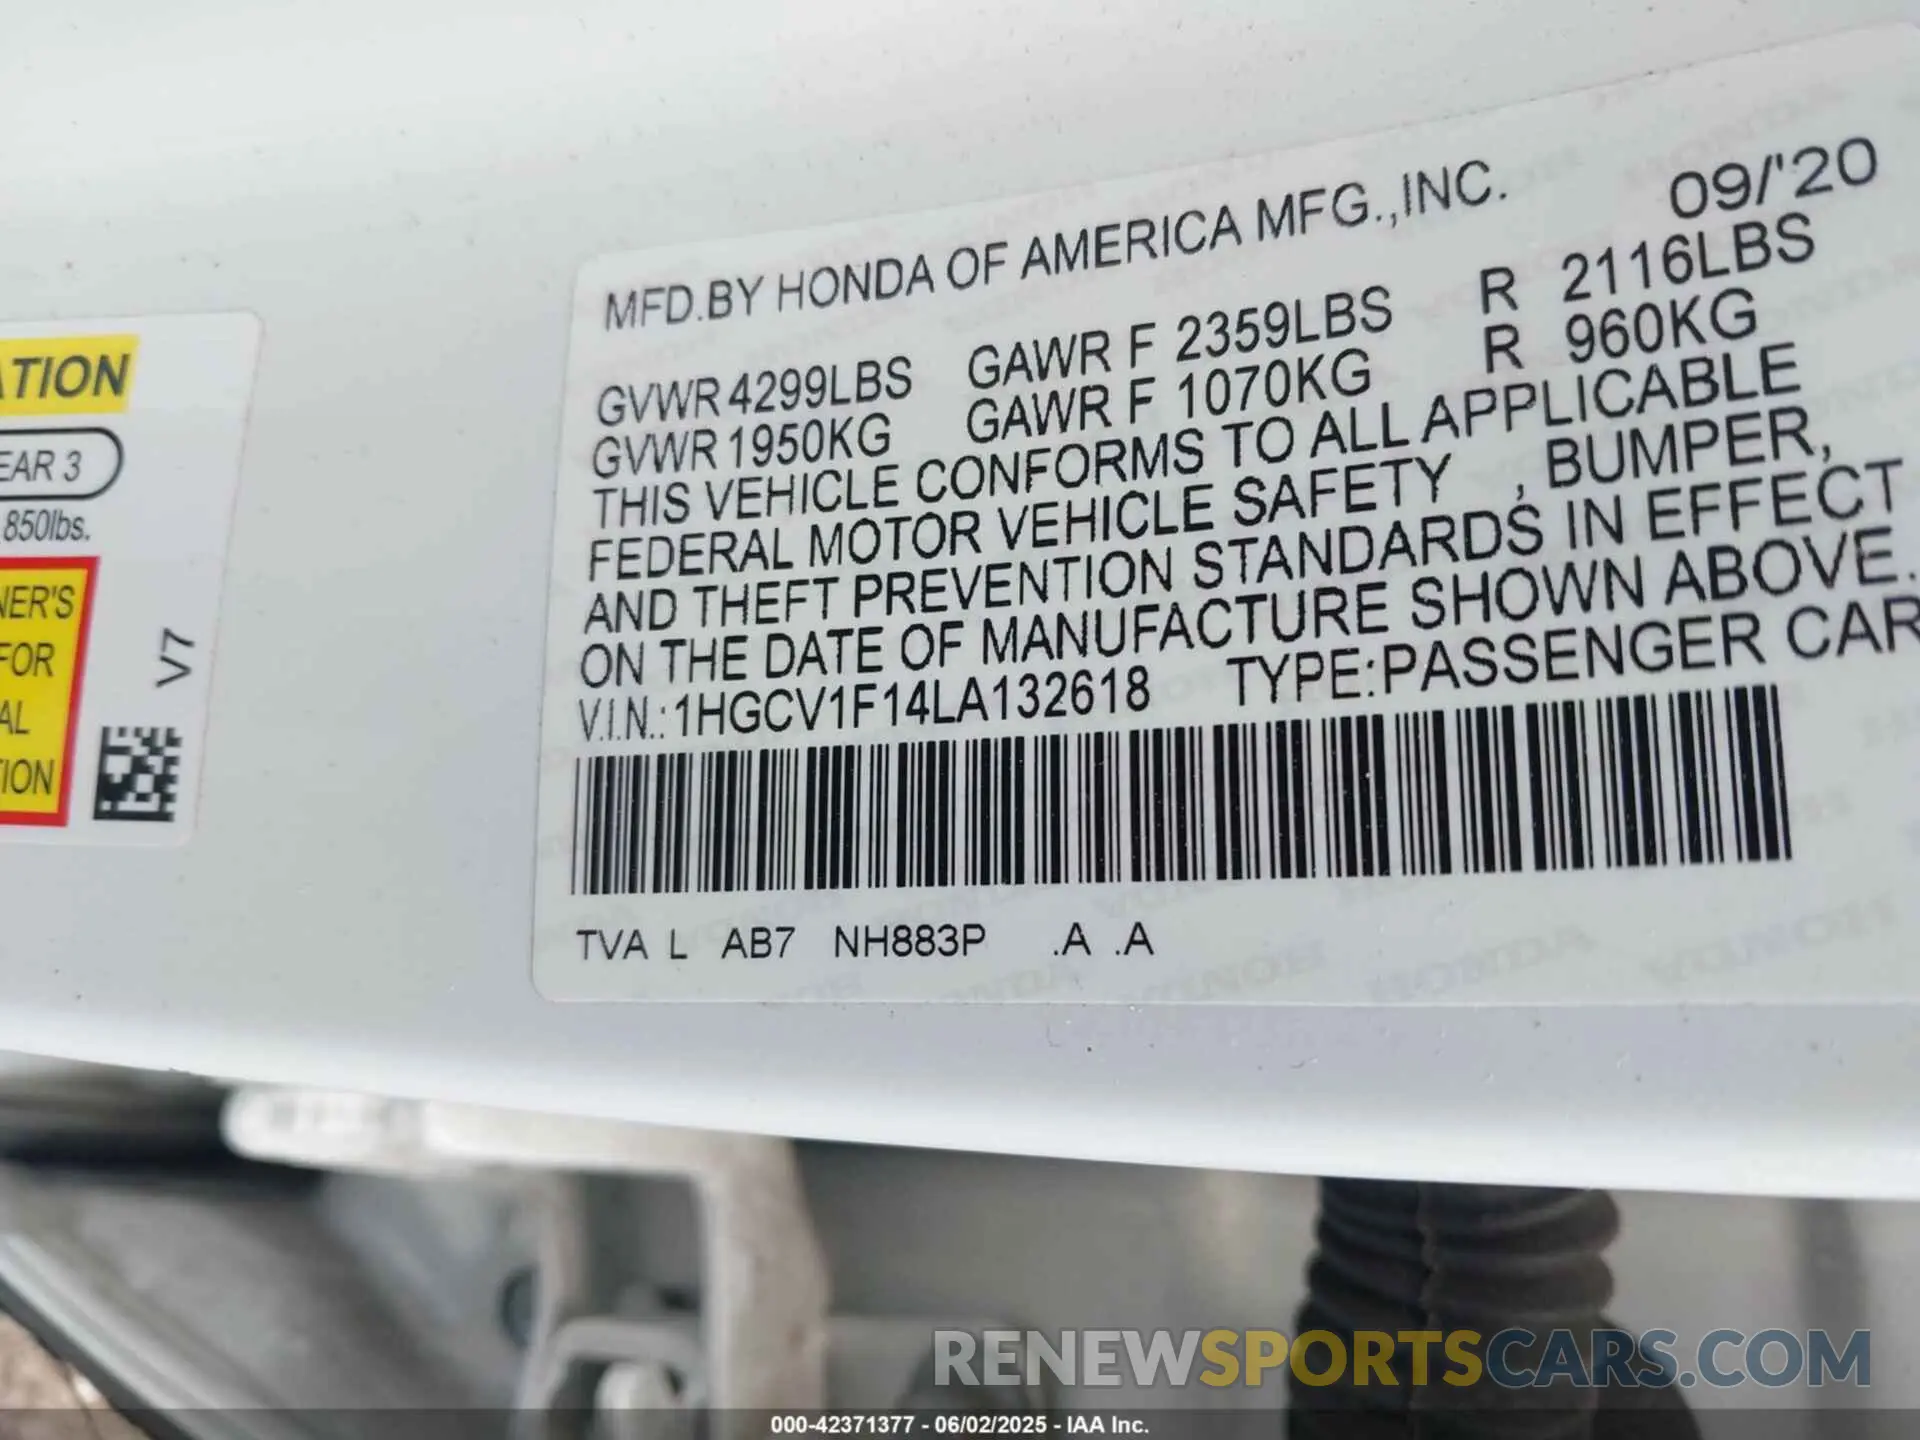 ATION
EAR 3
850lbs.
NER'S
FOR
AL
ION
V7
09/'20
MFD.BY HONDA OF AMERICA MFG.,INC.
GVWR 4299LBS GAWR F 2359LBS R 2116LBS
GVWR 1950KG GAWR F 1070KG R 960KG
THIS VEHICLE CONFORMS TO ALL APPLICABLE
FEDERAL MOTOR VEHICLE SAFETY , BUMPER,
AND THEFT PREVENTION STANDARDS IN EFFECT
ON THE DATE OF MANUFACTURE SHOWN ABOVE.
V.I.N.:1HGCV1F14LA132618 TYPE:PASSENGER CAR
TVA L AB7 NH883P .A .A
RENEWSPORTSCARS.COM
000-42371377 - 06/02/2025 - IAA Inc.